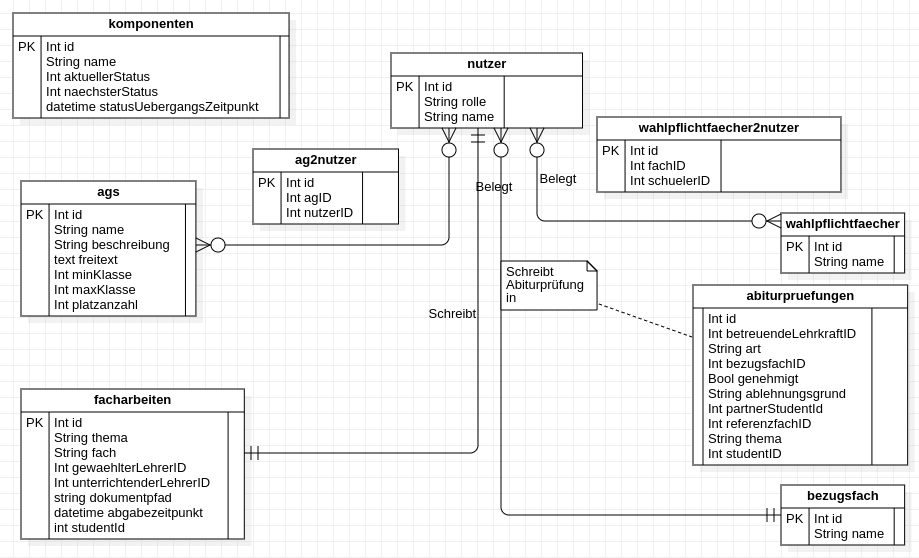 komponenten
PK
Int id
String name
Int aktuellerStatus
Int naechsterStatus
datetime statusUebergangsZeitpunkt
nutzer
PK
Int id
String rolle
String name
wahlpflichtfaecher2nutzer
PK
Int id
Int fachID
Int schuelerID
ag2nutzer
PK
Int id
Int agID
Int nutzerID
ags
PK
Int id
String name
String beschreibung
text freitext
Int minKlasse
Int maxKlasse
Int platzanzahl
Belegt
Belegt
wahlpflichtfaecher
PK
Int id
String name
Schreibt
Abiturprüfung
in
Schreibt
abiturpruefungen
Int id
Int betreuendeLehrkraftID
String art
Int bezugsfachID
Bool genehmigt
String ablehnungsgrund
Int partnerStudentId
Int referenzfachID
String thema
Int studentID
facharbeiten
PK
Int id
String thema
String fach
Int gewaehlterLehrerID
Int unterrichtenderLehrerID
string dokumentpfad
datetime abgabezeitpunkt
int studentId
bezugsfach
PK
Int id
String name